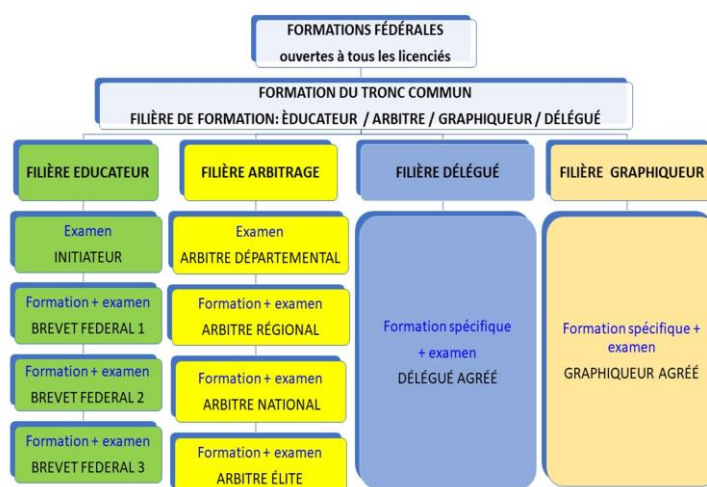 FORMATIONS FÉDÉRALES
ouvertes à tous les licenciés
FORMATION DU TRONC COMMUN
FILIÈRE DE FORMATION: ÈDUCATEUR / ARBITRE / GRAPHIQUEUR / DÉLÉGUÉ
FILIÈRE EDUCATEUR
Examen
INITIATEUR
Formation + examen
BREVET FEDERAL 1
Formation + examen
BREVET FEDERAL 2
Formation + examen
BREVET FEDERAL 3
FILIÈRE ARBITRAGE
Examen
ARBITRE DÉPARTEMENTAL
Formation + examen
ARBITRE RÉGIONAL
Formation + examen
ARBITRE NATIONAL
Formation + examen
ARBITRE ÉLITE
FILIÈRE DÉLÉGUÉ
Formation spécifique
+ examen
DÉLÉGUÉ AGRÉÉ
FILIÈRE GRAPHIQUEUR
Formation spécifique +
examen
GRAPHIQUEUR AGRÉÉ